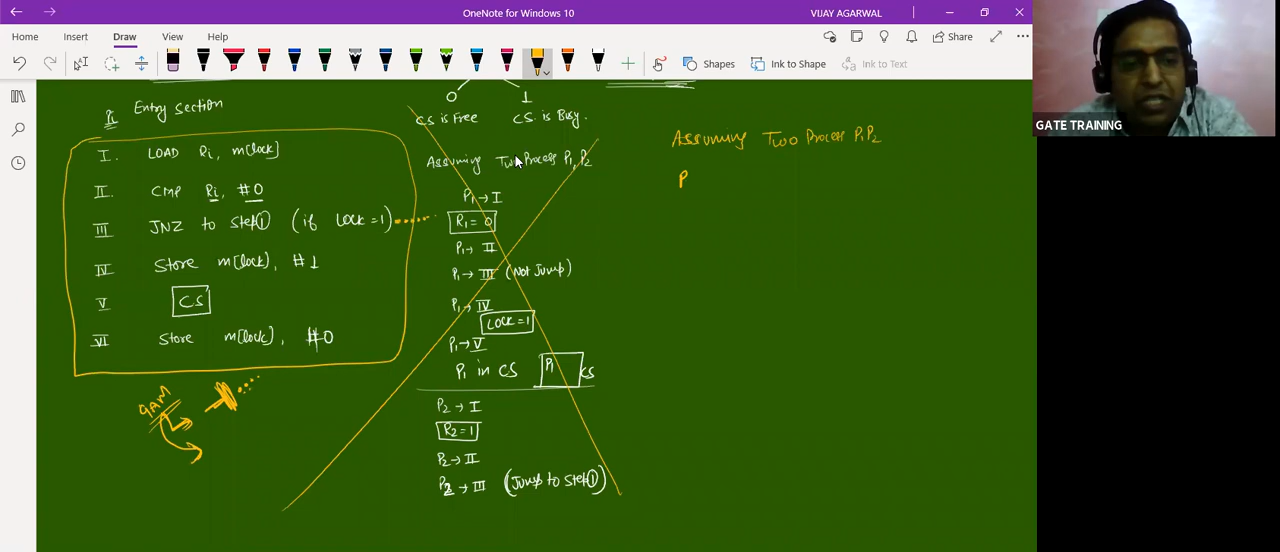 OneNote for Windows 10
VIJAY AGARWAL
Home Insert Draw View Help
Share
Shapes
Ink to Shape
Ink to Text
GATE TRAINING
Pi Entry section
I. LOAD Ri, m[lock]
II. CMP Ri, #0
III JNZ to step① (if lock=1)
IV Store m[lock], #1
V CS
VI Store m[lock], #0
9AM
0 1
CS is Free CS. is Busy.
Assuming Two Process P1, P2
P1 → I
R1 = 0
P1 → II
P1 → III (Not Jump)
P1 → IV
Lock = 1
P1 → V
P1 in CS P1 CS
P2 → I
R2 = 1
P2 → II
P2 → III (Jump to Step①)
Assuming Two Process P1 P2
P